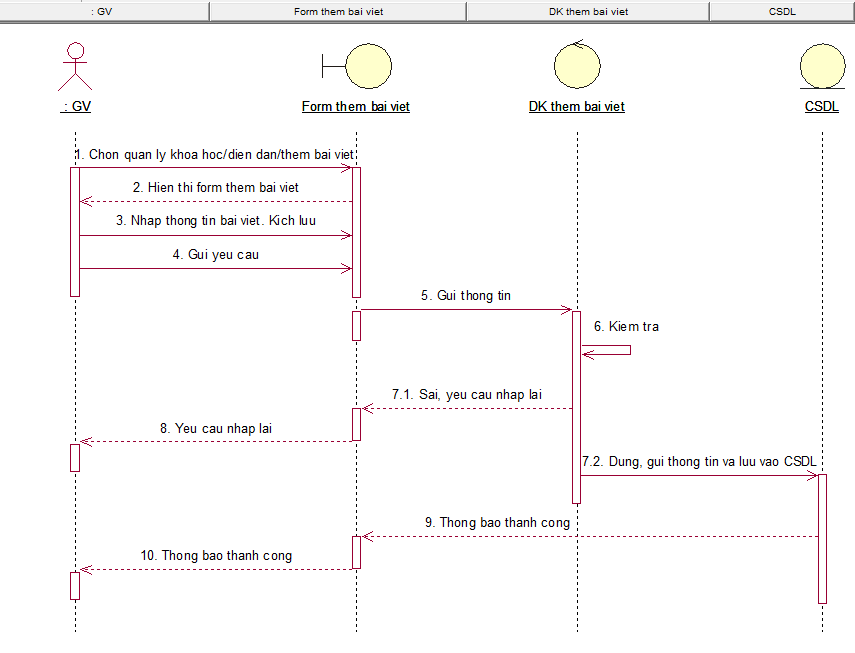 : GV
Form them bai viet
DK them bai viet
CSDL
: GV
Form them bai viet
DK them bai viet
CSDL
1. Chon quan ly khoa hoc/dien dan/them bai viet
2. Hien thi form them bai viet
3. Nhap thong tin bai viet. Kich luu
4. Gui yeu cau
5. Gui thong tin
6. Kiem tra
7.1. Sai, yeu cau nhap lai
8. Yeu cau nhap lai
7.2. Dung, gui thong tin va luu vao CSDL
9. Thong bao thanh cong
10. Thong bao thanh cong